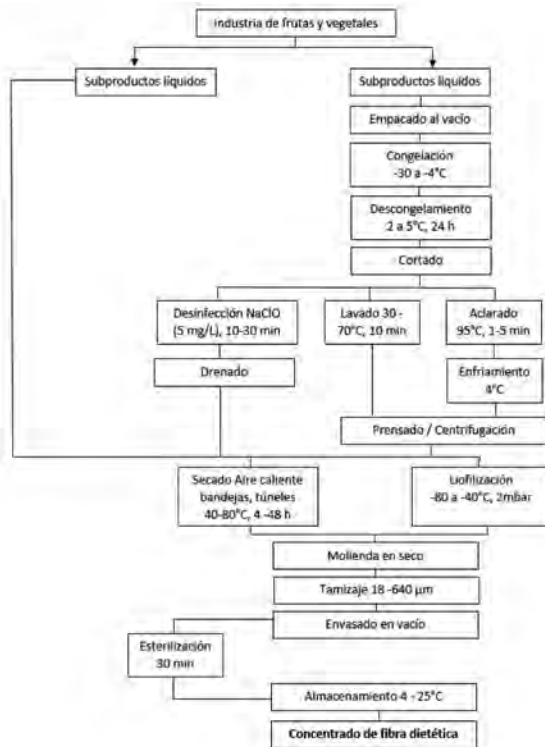 industria de frutas y vegetales
Subproductos líquidos
Subproductos líquidos
Empacado al vacío
Congelación
-30 a -4°C
Descongelamiento
2 a 5°C, 24 h
Cortado
Desinfección NaClO
(5 mg/L), 10-30 min
Lavado 30 -
70°C, 10 min
Aclarado
95°C, 1-5 min
Drenado
Enfriamiento
4°C
Prensado / Centrifugación
Secado Aire caliente
bandejas, túneles
40-80°C, 4 -48 h
Liofilización
-80 a -40°C, 2mbar
Molienda en seco
Tamizaje 18 -640 μm
Envasado en vacío
Esterilización
30 min
Almacenamiento 4 - 25°C
Concentrado de fibra dietética